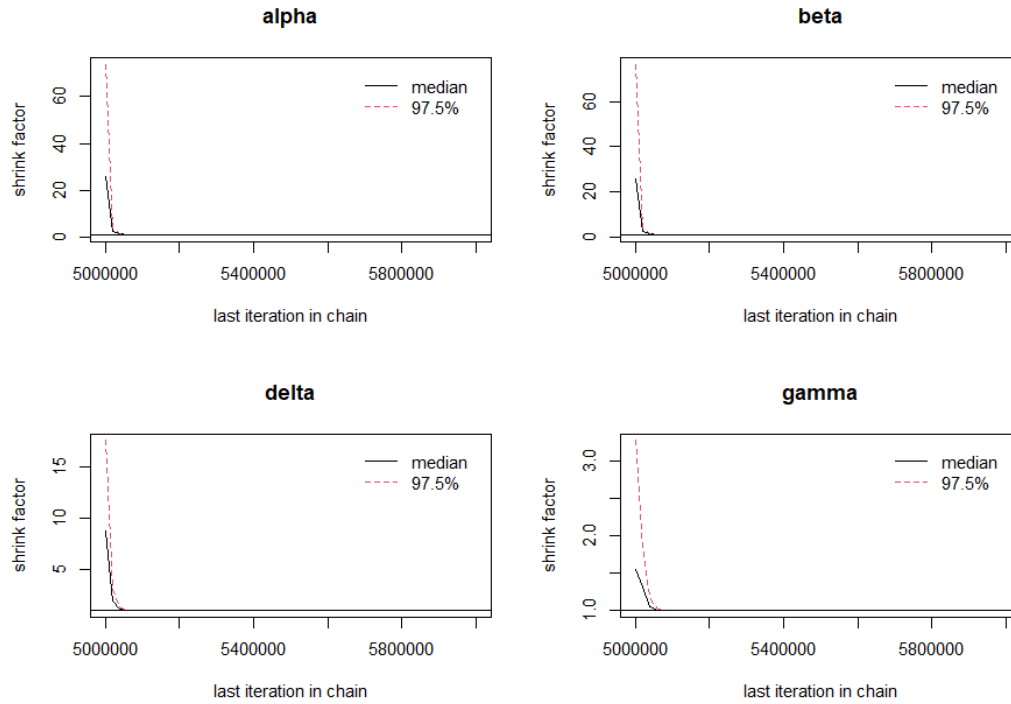 alpha
shrink factor
0 20 40 60
median
97.5%
5000000 5400000 5800000
last iteration in chain
beta
shrink factor
0 20 40 60
median
97.5%
5000000 5400000 5800000
last iteration in chain
delta
shrink factor
5 10 15
median
97.5%
5000000 5400000 5800000
last iteration in chain
gamma
shrink factor
1.0 2.0 3.0
median
97.5%
5000000 5400000 5800000
last iteration in chain